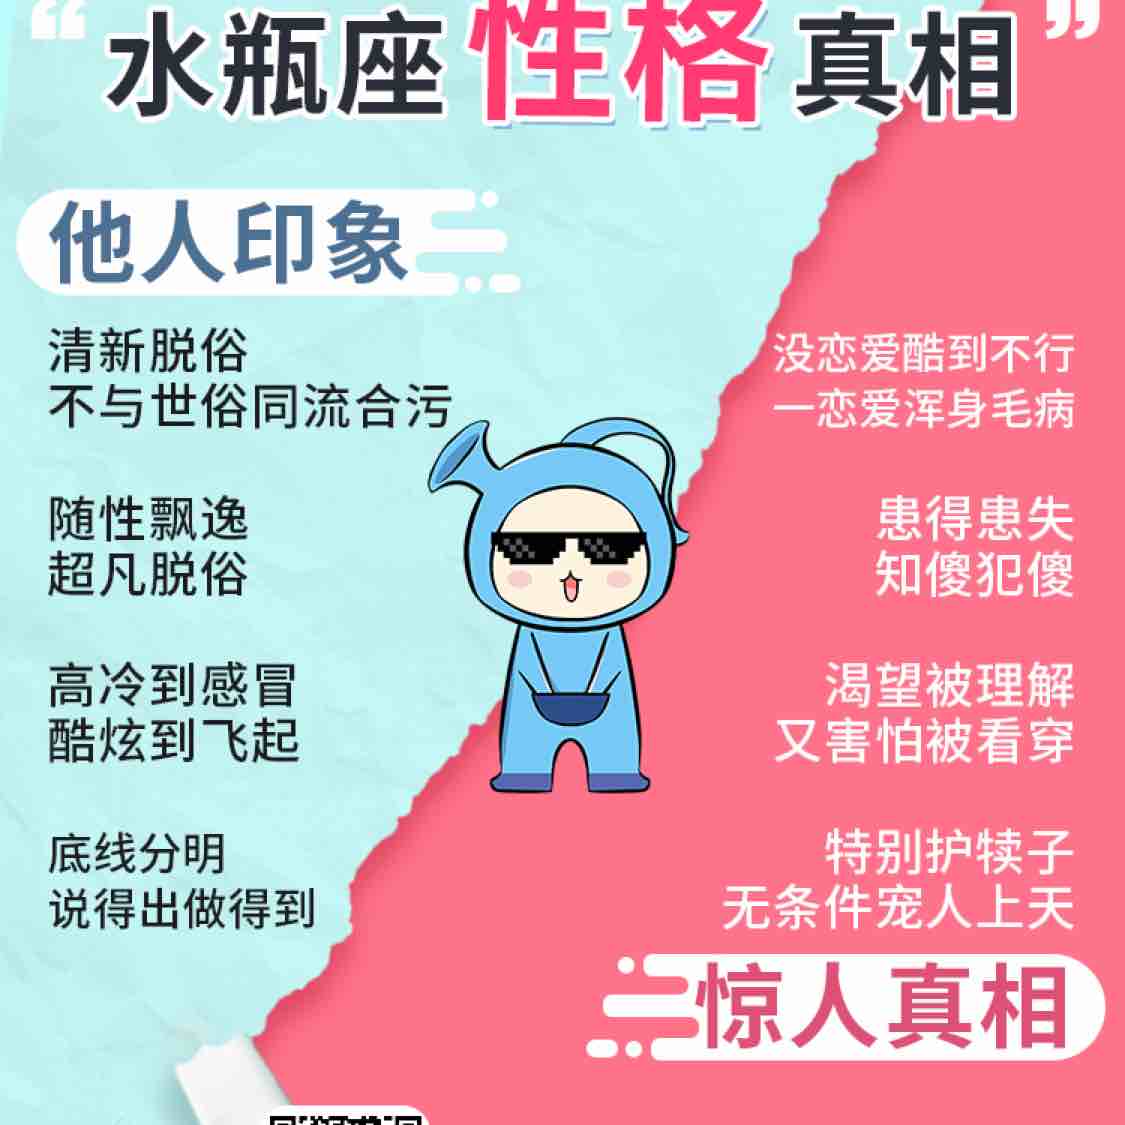 “水瓶座性格真相”
他人印象
清新脱俗
不与世俗同流合污
随性飘逸
超凡脱俗
高冷到感冒
酷炫到飞起
底线分明
说得出做得到
没恋爱酷到不行
一恋爱浑身毛病
患得患失
知傻犯傻
渴望被理解
又害怕被看穿
特别护犊子
无条件宠人上天
惊人真相